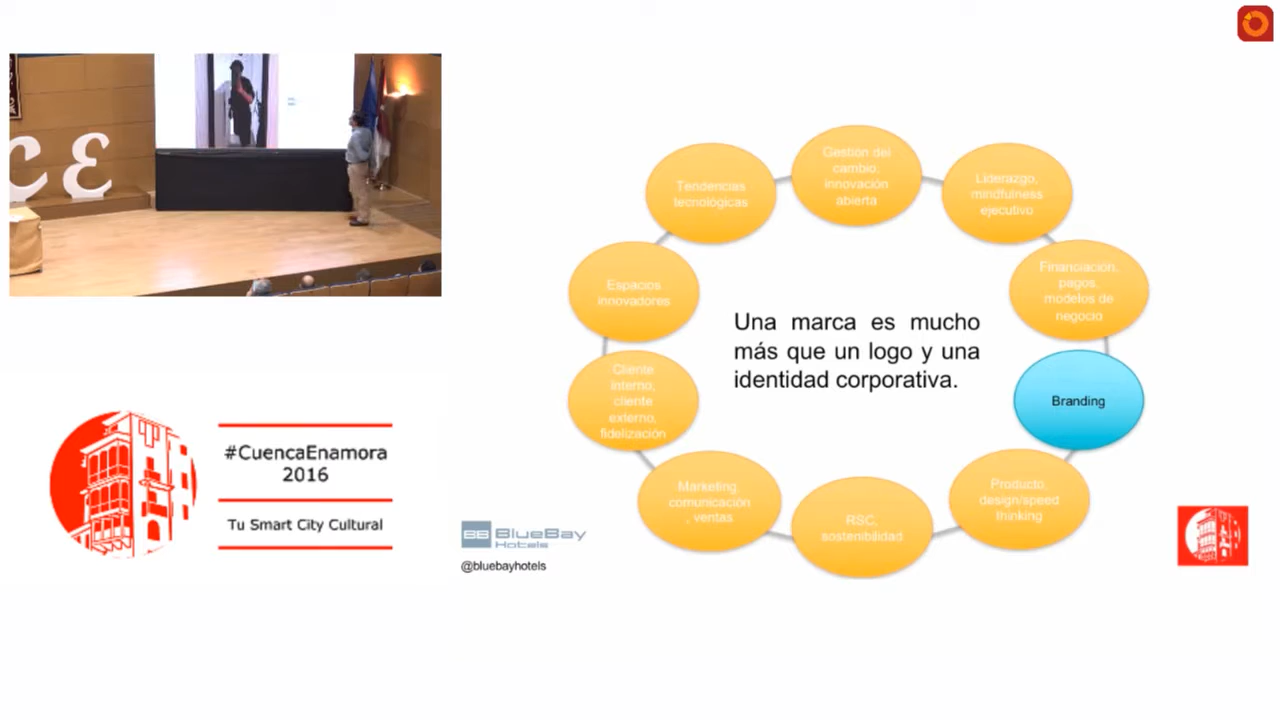 CE
#CuencaEnamora
2016
Tu Smart City Cultural
BB BlueBay
Hotels
@bluebayhotels
Gestión del
cambio,
innovación
abierta
Liderazgo,
mindfulness
ejecutivo
Financiación,
pagos,
modelos de
negocio
Branding
Producto,
design/speed
thinking
RSC,
sostenibilidad
Marketing,
comunicación
, ventas
Cliente
interno,
cliente
externo,
fidelización
Espacios
innovadores
Tendencias
tecnológicas
Una marca es mucho
más que un logo y una
identidad corporativa.